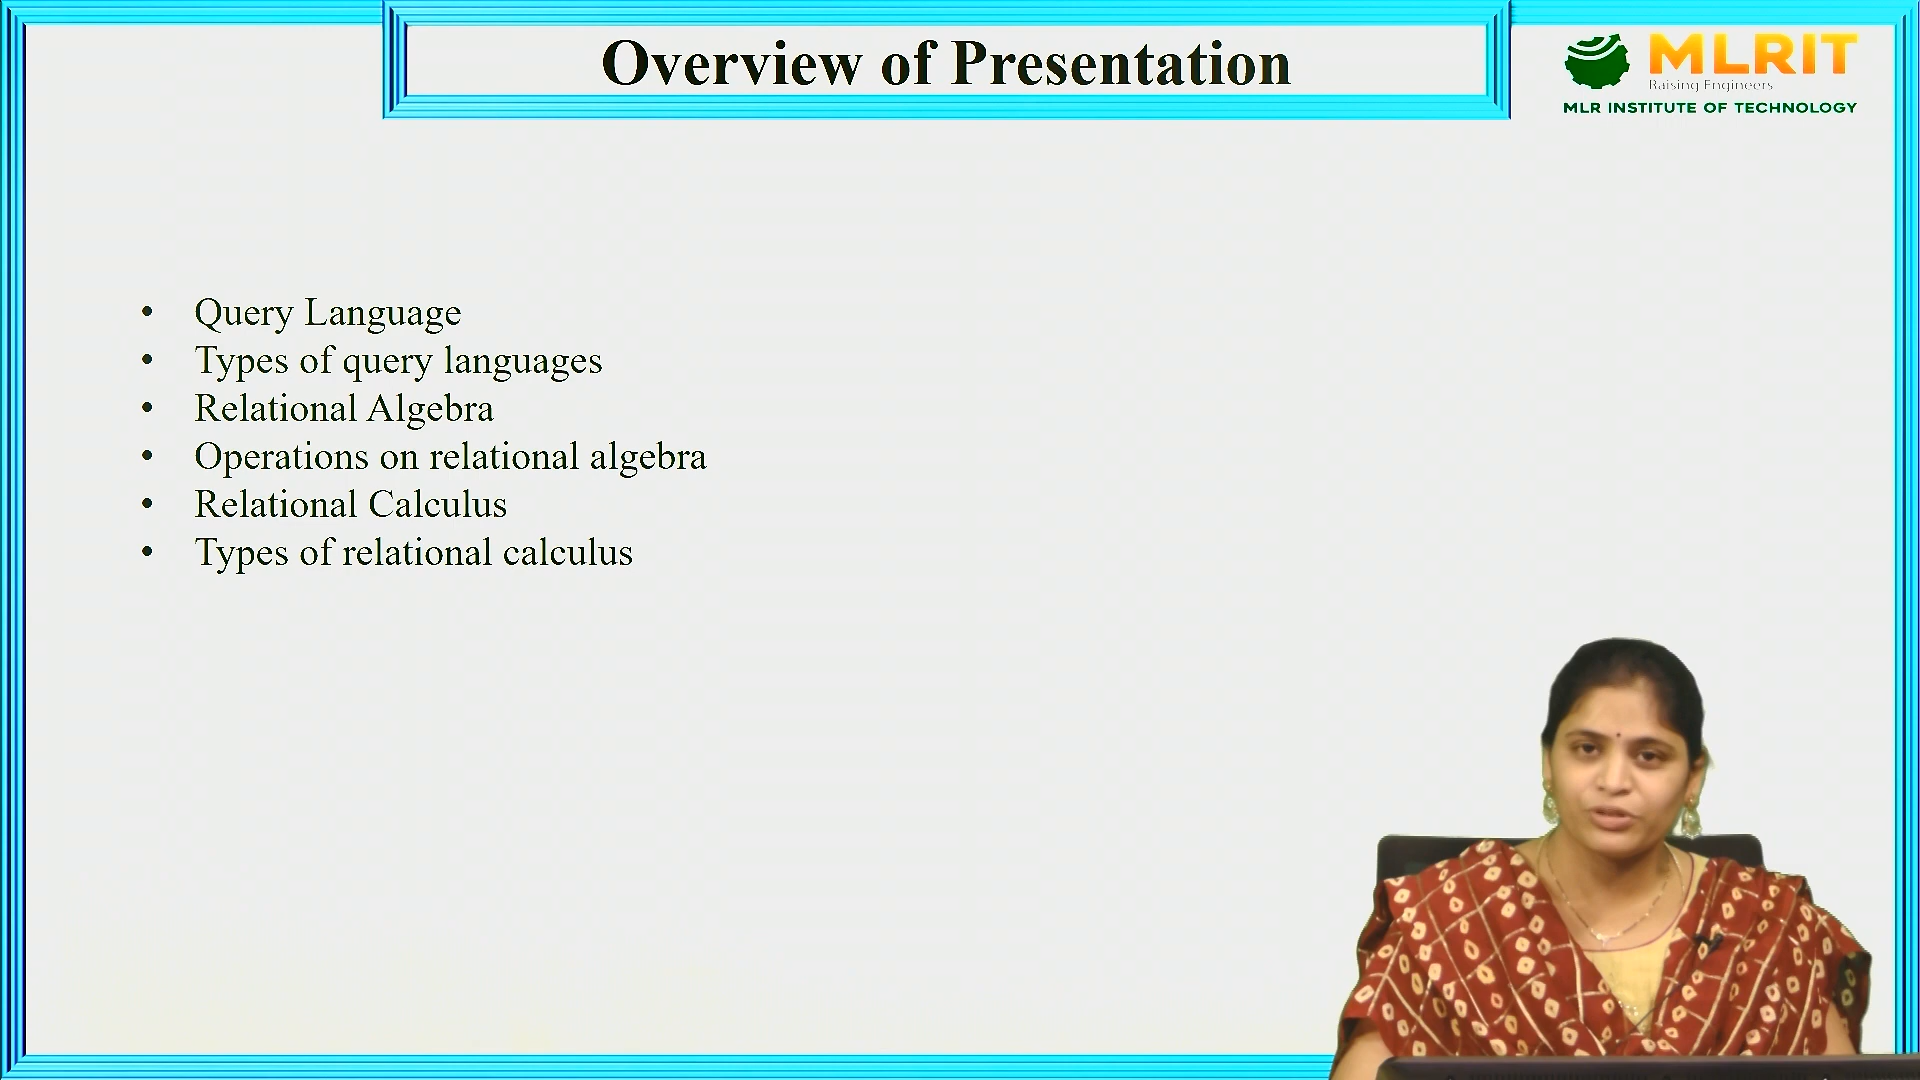 Overview of Presentation
MLRIT
Raising Engineers
MLR INSTITUTE OF TECHNOLOGY
• Query Language
• Types of query languages
• Relational Algebra
• Operations on relational algebra
• Relational Calculus
• Types of relational calculus